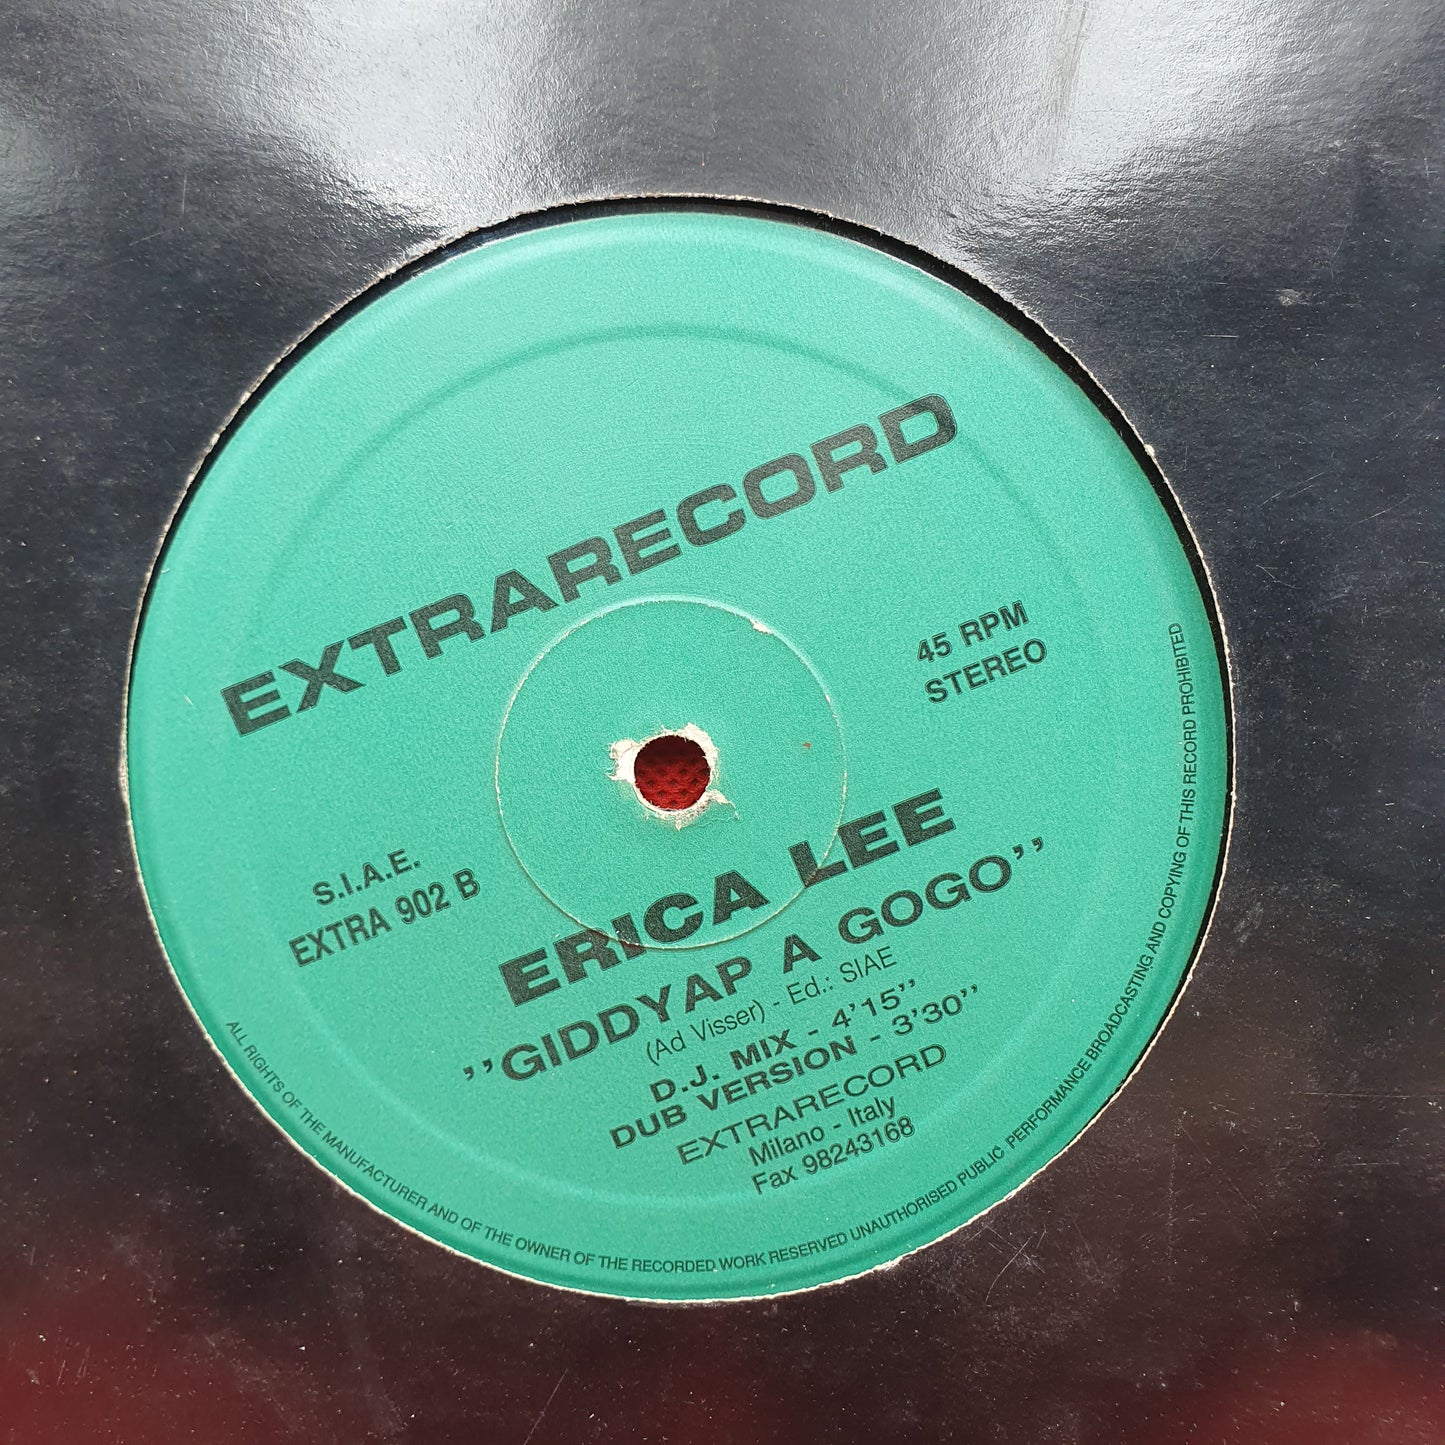 EXTRARECORD
45 RPM
STEREO
S.I.A.E.
EXTRA 902 B
ERICA LEE
"GIDDYAP A GOGO"
(Ad Visser) - Ed.: SIAE
D.J. MIX - 4'15"
DUB VERSION - 3'30"
EXTRARECORD
Milano - Italy
Fax 98243168
ALL RIGHTS OF THE MANUFACTURER AND OF THE OWNER OF THE RECORDED WORK RESERVED UNAUTHORISED PUBLIC PERFORMANCE BROADCASTING AND COPYING OF THIS RECORD PROHIBITED